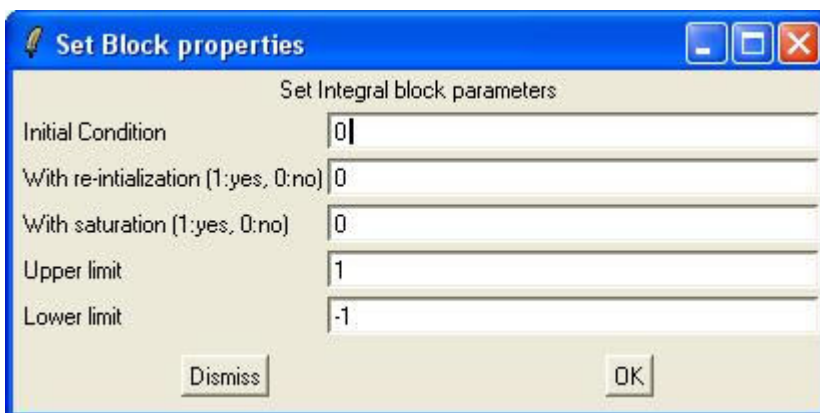 Set Block properties
Set Integral block parameters
Initial Condition 0
With re-intialization (1:yes, 0:no) 0
With saturation (1:yes, 0:no) 0
Upper limit 1
Lower limit -1
Dismiss OK